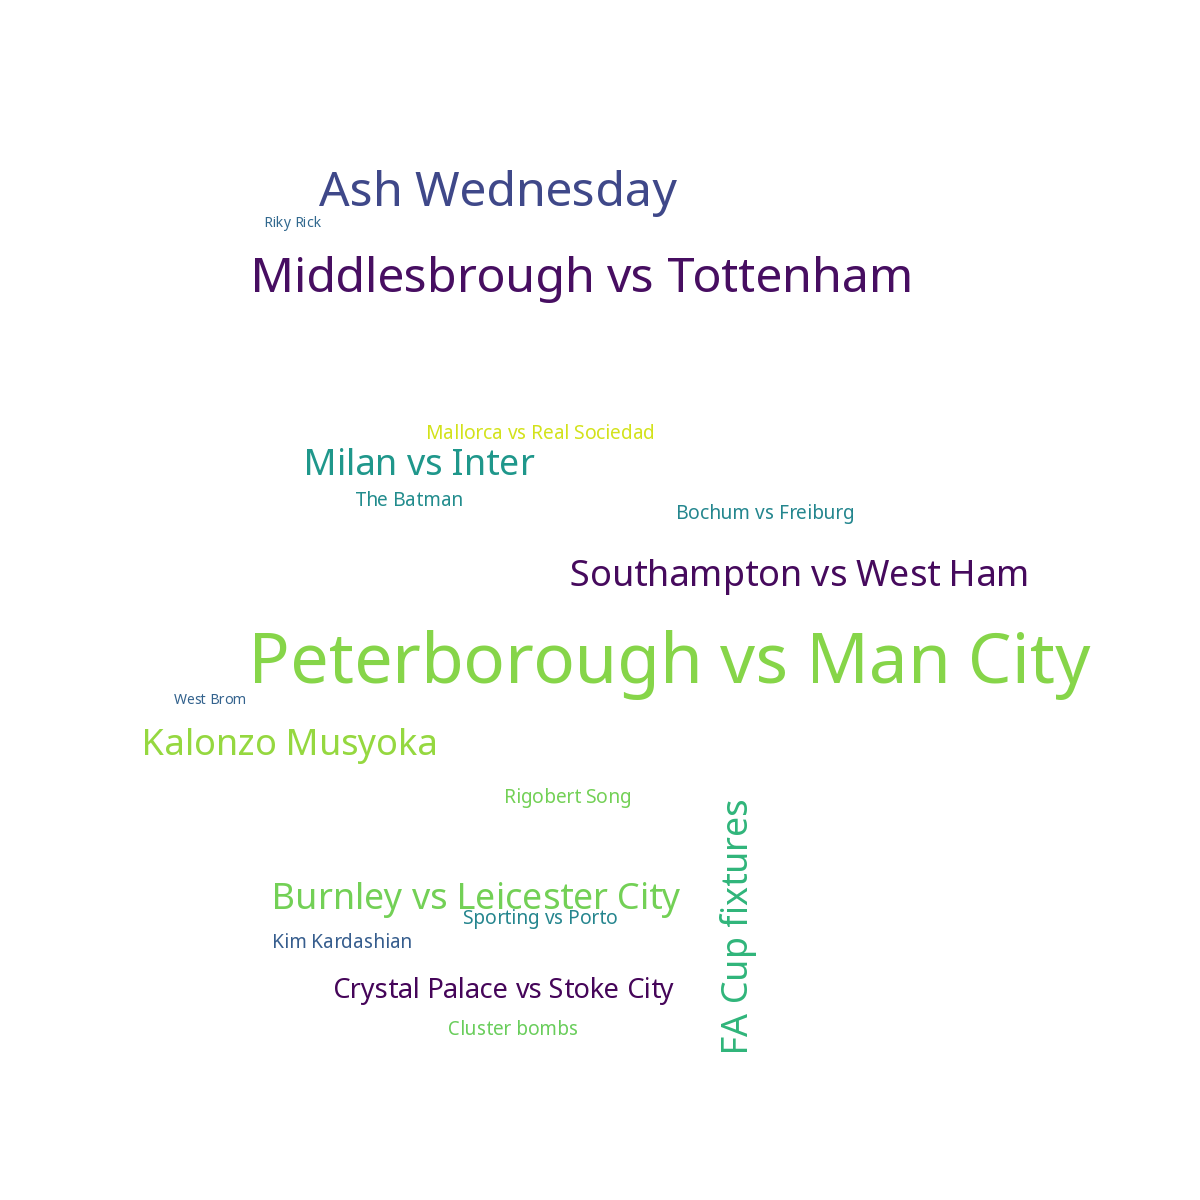 Ash Wednesday
Riky Rick
Middlesbrough vs Tottenham
Mallorca vs Real Sociedad
Milan vs Inter
The Batman
Bochum vs Freiburg
Southampton vs West Ham
Peterborough vs Man City
West Brom
Kalonzo Musyoka
Rigobert Song
FA Cup fixtures
Burnley vs Leicester City
Sporting vs Porto
Kim Kardashian
Crystal Palace vs Stoke City
Cluster bombs